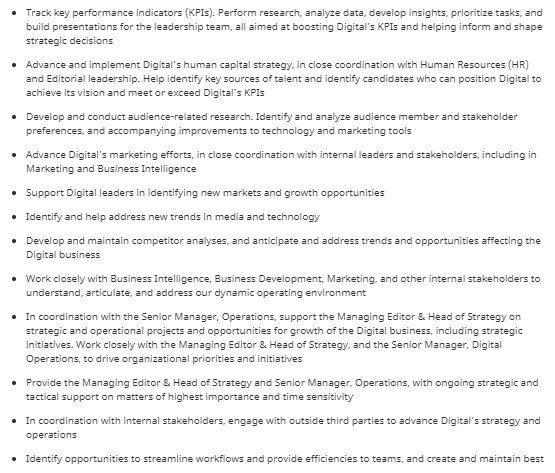 • Track key performance indicators (KPIs). Perform research, analyze data, develop insights, prioritize tasks, and
build presentations for the leadership team, all aimed at boosting Digital's KPIs and helping inform and shape
strategic decisions
• Advance and implement Digital's human capital strategy, in close coordination with Human Resources (HR)
and Editorial leadership. Help identify key sources of talent and identify candidates who can position Digital to
achieve its vision and meet or exceed Digital's KPIs
• Develop and conduct audience-related research. Identify and analyze audience member and stakeholder
preferences, and accompanying improvements to technology and marketing tools
• Advance Digital's marketing efforts, in close coordination with internal leaders and stakeholders, including in
Marketing and Business Intelligence
• Support Digital leaders in identifying new markets and growth opportunities
• Identify and help address new trends in media and technology
• Develop and maintain competitor analyses, and anticipate and address trends and opportunities affecting the
Digital business
• Work closely with Business Intelligence, Business Development, Marketing, and other internal stakeholders to
understand, articulate, and address our dynamic operating environment
• In coordination with the Senior Manager, Operations, support the Managing Editor & Head of Strategy on
strategic and operational projects and opportunities for growth of the Digital business, including strategic
initiatives. Work closely with the Managing Editor & Head of Strategy, and the Senior Manager, Digital
Operations, to drive organizational priorities and initiatives
• Provide the Managing Editor & Head of Strategy and Senior Manager, Operations, with ongoing strategic and
tactical support on matters of highest importance and time sensitivity
• In coordination with internal stakeholders, engage with outside third parties to advance Digital's strategy and
operations
• Identify opportunities to streamline workflows and provide efficiencies to teams, and create and maintain best